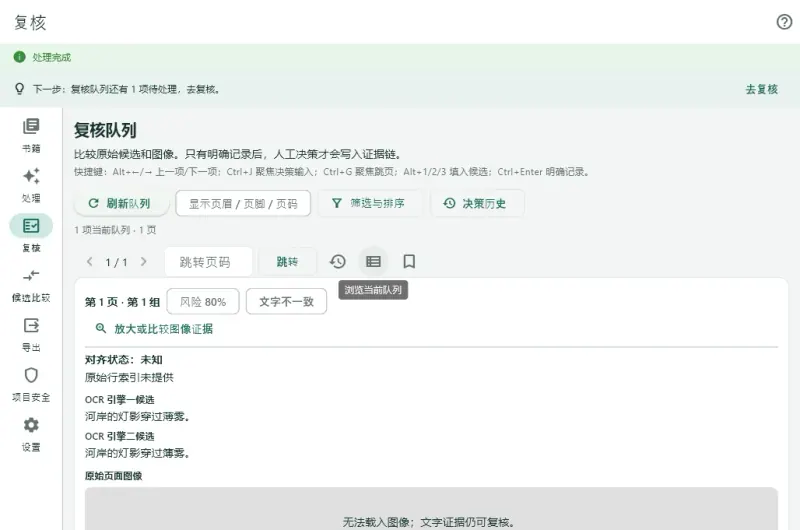 复核
处理完成
下一步：复核队列还有 1 项待处理，去复核。
去复核
书籍
处理
复核
候选比较
导出
项目安全
设置
复核队列
比较原始候选和图像。只有明确记录后，人工决策才会写入证据链。
快捷键：Alt+←/→ 上一项/下一项；Ctrl+J 聚焦决策输入；Ctrl+G 聚焦跳页；Alt+1/2/3 填入候选；Ctrl+Enter 明确记录。
刷新队列
显示页眉 / 页脚 / 页码
筛选与排序
决策历史
1 项当前队列 · 1 页
1 / 1
跳转页码
跳转
浏览当前队列
第 1 页 · 第 1 组
风险 80%
文字不一致
放大或比较图像证据
对齐状态：未知
原始行索引未提供
OCR 引擎一候选
河岸的灯影穿过薄雾。
OCR 引擎二候选
河岸的灯影穿过簿雾。
原始页面图像
无法载入图像；文字证据仍可复核。